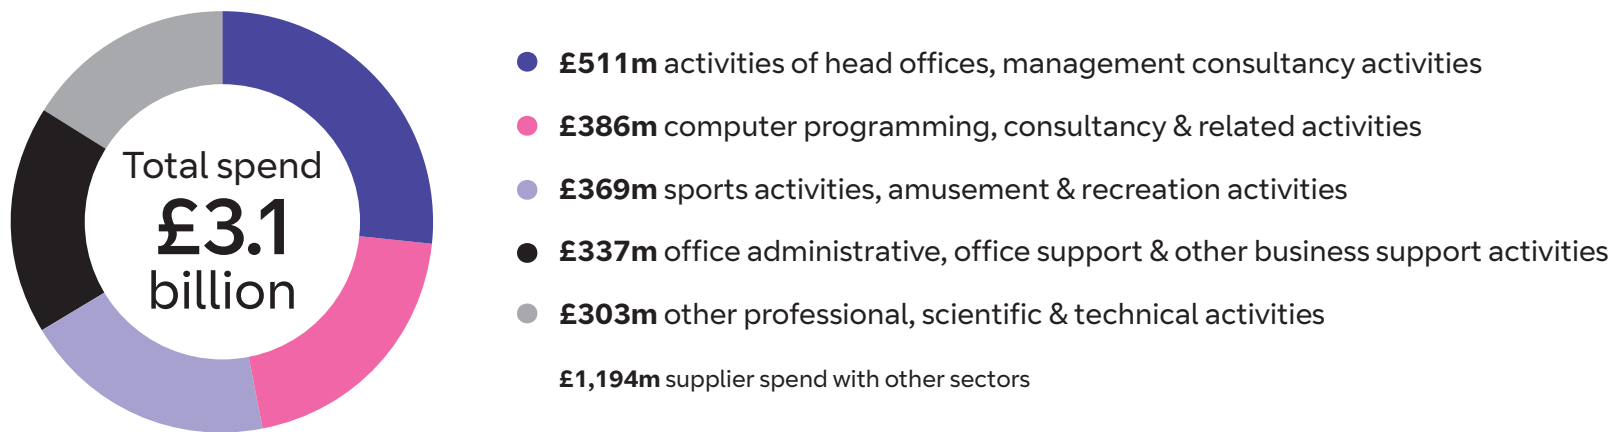 Total spend
£3.1
billion
£511m activities of head offices, management consultancy activities
£386m computer programming, consultancy & related activities
£369m sports activities, amusement & recreation activities
£337m office administrative, office support & other business support activities
£303m other professional, scientific & technical activities
£1,194m supplier spend with other sectors